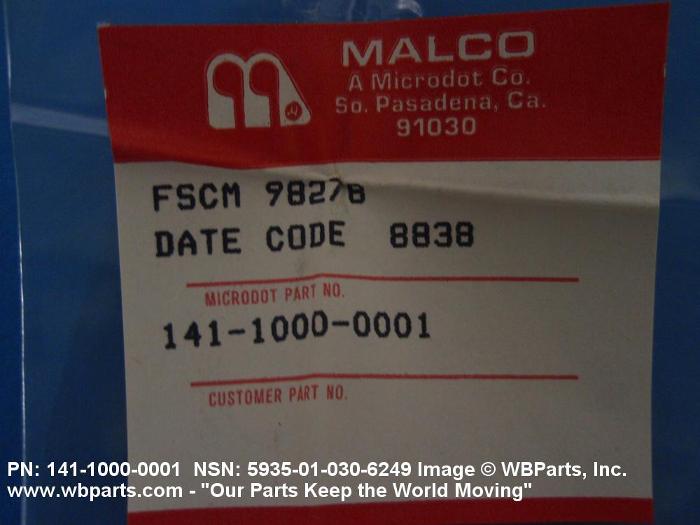 MALCO
A Microdot Co.
So. Pasadena, Ca.
91030
FSCM 98278
DATE CODE 8838
MICRODOT PART NO.
141-1000-0001
CUSTOMER PART NO.
PN: 141-1000-0001 NSN: 5935-01-030-6249 Image © WBParts, Inc.
www.wbparts.com - "Our Parts Keep the World Moving"